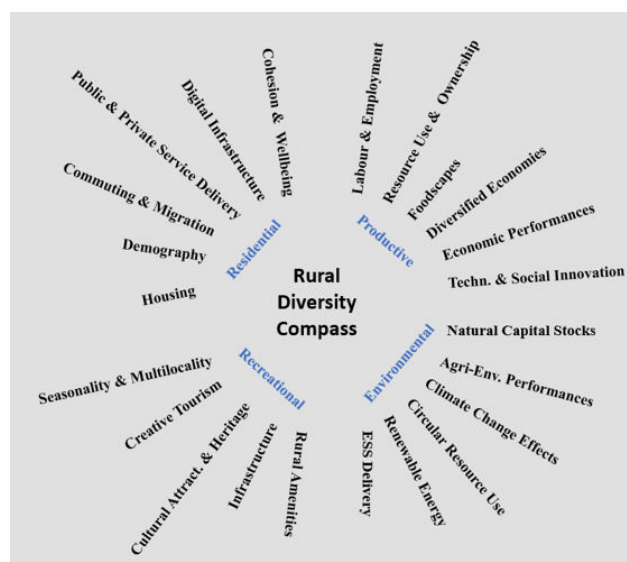 Rural
Diversity
Compass
Residential
Cohesion & Wellbeing
Digital Infrastructure
Public & Private Service Delivery
Commuting & Migration
Demography
Housing
Productive
Labour & Employment
Resource Use & Ownership
Foodscapes
Diversified Economies
Economic Performances
Techn. & Social Innovation
Environmental
Natural Capital Stocks
Agri-Env. Performances
Climate Change Effects
Circular Resource Use
Renewable Energy
ESS Delivery
Recreational
Seasonality & Multilocality
Creative Tourism
Cultural Attract. & Heritage
Infrastructure
Rural Amenities